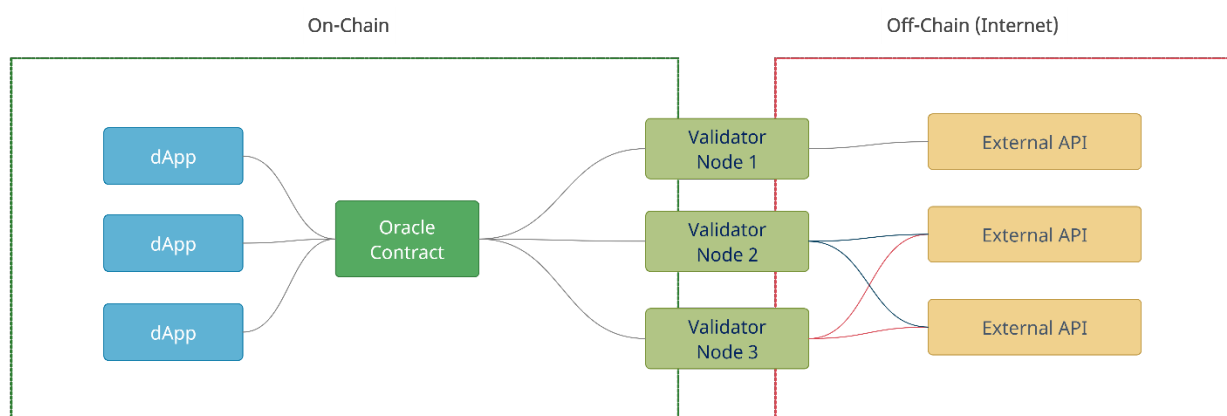 On-Chain
Off-Chain (Internet)
dApp
dApp
dApp
Oracle
Contract
Validator
Node 1
Validator
Node 2
Validator
Node 3
External API
External API
External API